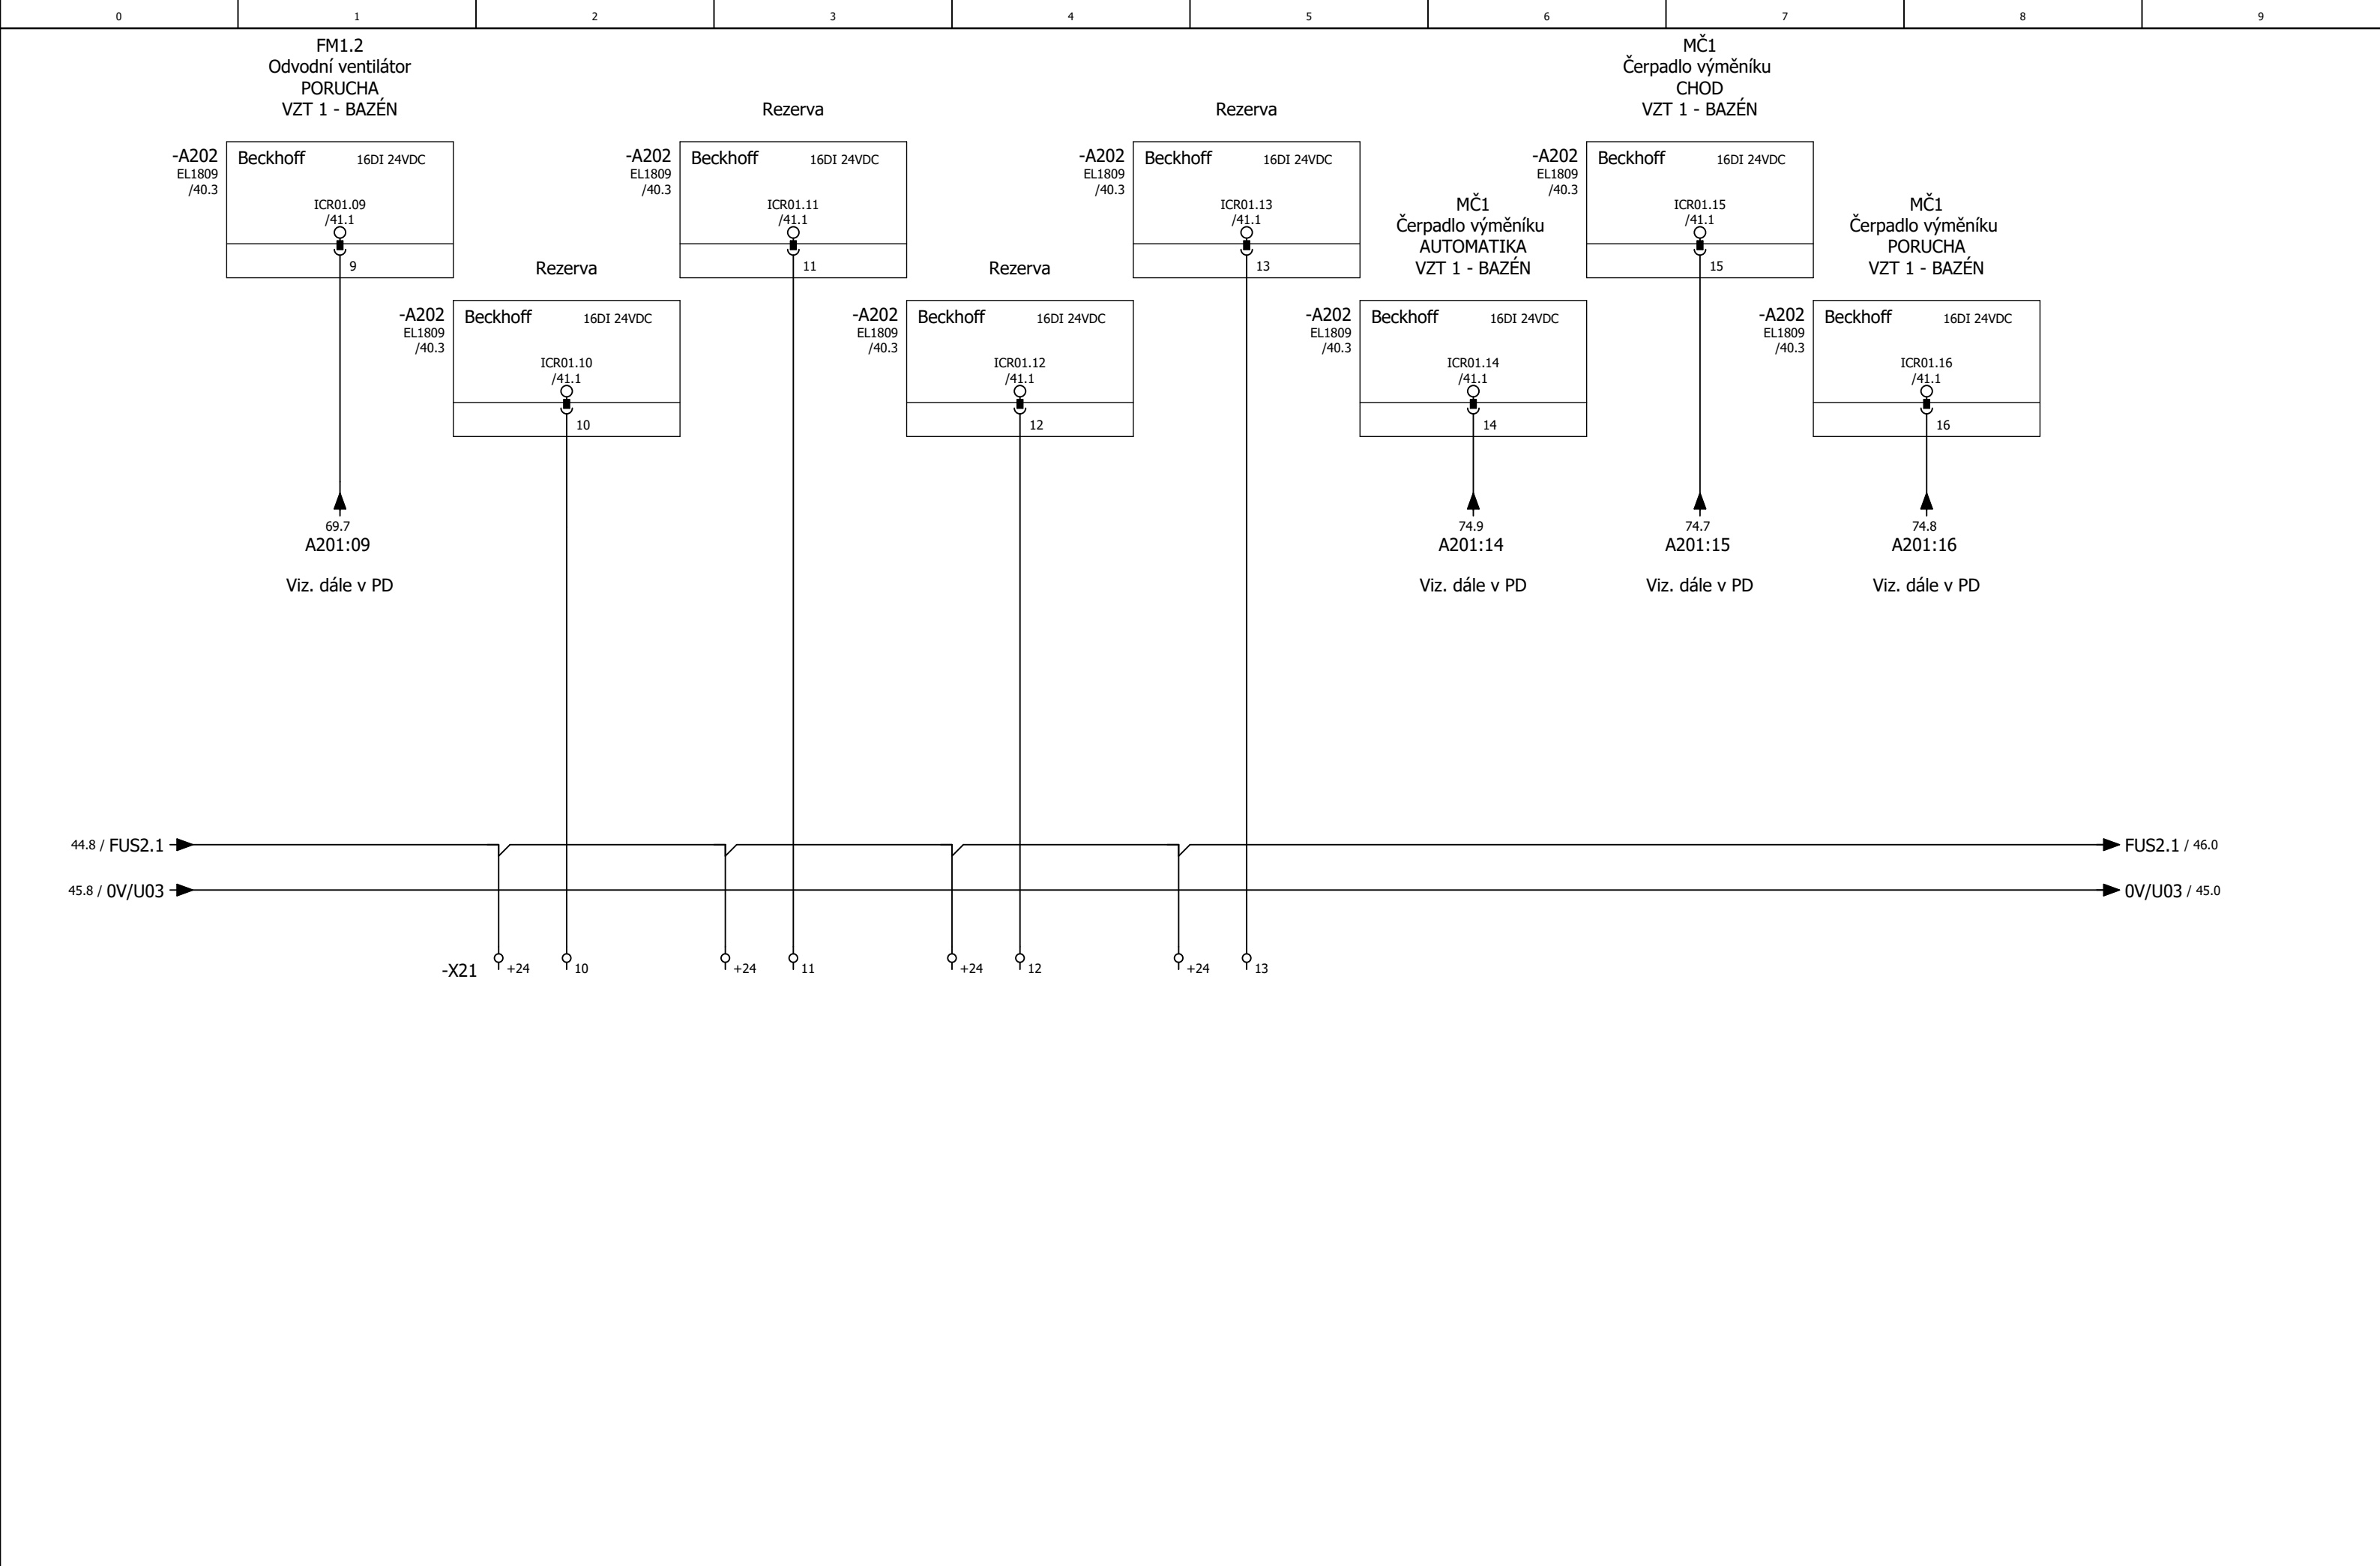 0 1 2 3 4 5 6 7 8 9
FM1.2
Odvodní ventilátor
PORUCHA
VZT 1 - BAZÉN
-A202
EL1809
/40.3
Beckhoff 16DI 24VDC
ICR01.09
/41.1
9
69.7
A201:09
Viz. dále v PD
Rezerva
-A202
EL1809
/40.3
Beckhoff 16DI 24VDC
ICR01.10
/41.1
10
Rezerva
-A202
EL1809
/40.3
Beckhoff 16DI 24VDC
ICR01.11
/41.1
11
Rezerva
-A202
EL1809
/40.3
Beckhoff 16DI 24VDC
ICR01.12
/41.1
12
Rezerva
-A202
EL1809
/40.3
Beckhoff 16DI 24VDC
ICR01.13
/41.1
13
MČ1
Čerpadlo výměníku
AUTOMATIKA
VZT 1 - BAZÉN
-A202
EL1809
/40.3
Beckhoff 16DI 24VDC
ICR01.14
/41.1
14
74.9
A201:14
Viz. dále v PD
MČ1
Čerpadlo výměníku
CHOD
VZT 1 - BAZÉN
-A202
EL1809
/40.3
Beckhoff 16DI 24VDC
ICR01.15
/41.1
15
74.7
A201:15
Viz. dále v PD
MČ1
Čerpadlo výměníku
PORUCHA
VZT 1 - BAZÉN
-A202
EL1809
/40.3
Beckhoff 16DI 24VDC
ICR01.16
/41.1
16
74.8
A201:16
Viz. dále v PD
44.8 / FUS2.1 FUS2.1 / 46.0
45.8 / 0V/U03 0V/U03 / 45.0
-X21 +24 10 +24 11 +24 12 +24 13